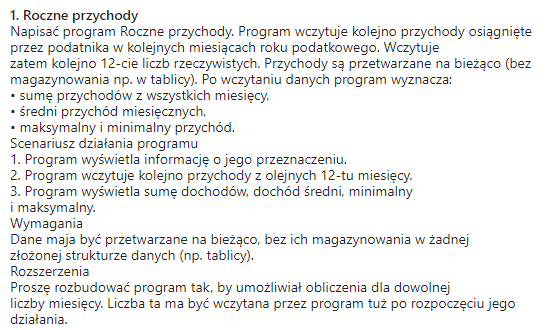 1. Roczne przychody
Napisać program Roczne przychody. Program wczytuje kolejno przychody osiągnięte
przez podatnika w kolejnych miesiącach roku podatkowego. Wczytuje
zatem kolejno 12-cie liczb rzeczywistych. Przychody są przetwarzane na bieżąco (bez
magazynowania np. w tablicy). Po wczytaniu danych program wyznacza:
• sumę przychodów z wszystkich miesięcy,
• średni przychód miesięcznych,
• maksymalny i minimalny przychód.
Scenariusz działania programu
1. Program wyświetla informację o jego przeznaczeniu.
2. Program wczytuje kolejno przychody z olejnych 12-tu miesięcy.
3. Program wyświetla sumę dochodów, dochód średni, minimalny
i maksymalny.
Wymagania
Dane maja być przetwarzane na bieżąco, bez ich magazynowania w żadnej
złożonej strukturze danych (np. tablicy).
Rozszerzenia
Proszę rozbudować program tak, by umożliwiał obliczenia dla dowolnej
liczby miesięcy. Liczba ta ma być wczytana przez program tuż po rozpoczęciu jego
działania.